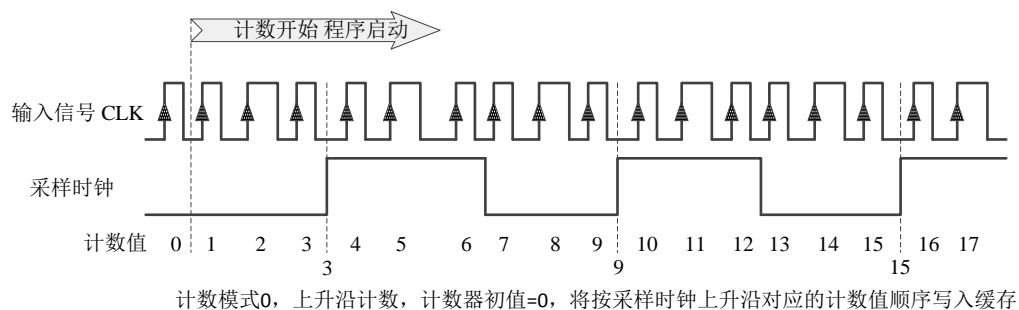 计数开始 程序启动
输入信号 CLK
采样时钟
计数值 0 1 2 3 4 5 6 7 8 9 10 11 12 13 14 15 16 17
3 9 15
计数模式0，上升沿计数，计数器初值=0，将按采样时钟上升沿对应的计数值顺序写入缓存